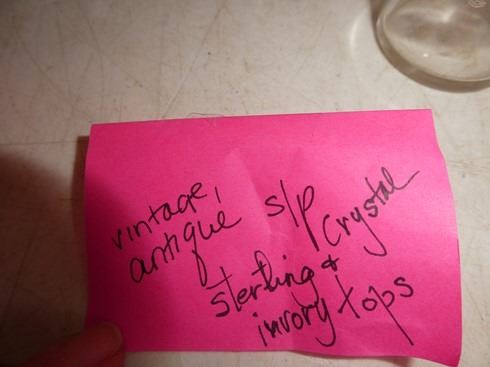 vintage,
antique s/p crystal
sterling +
invory tops